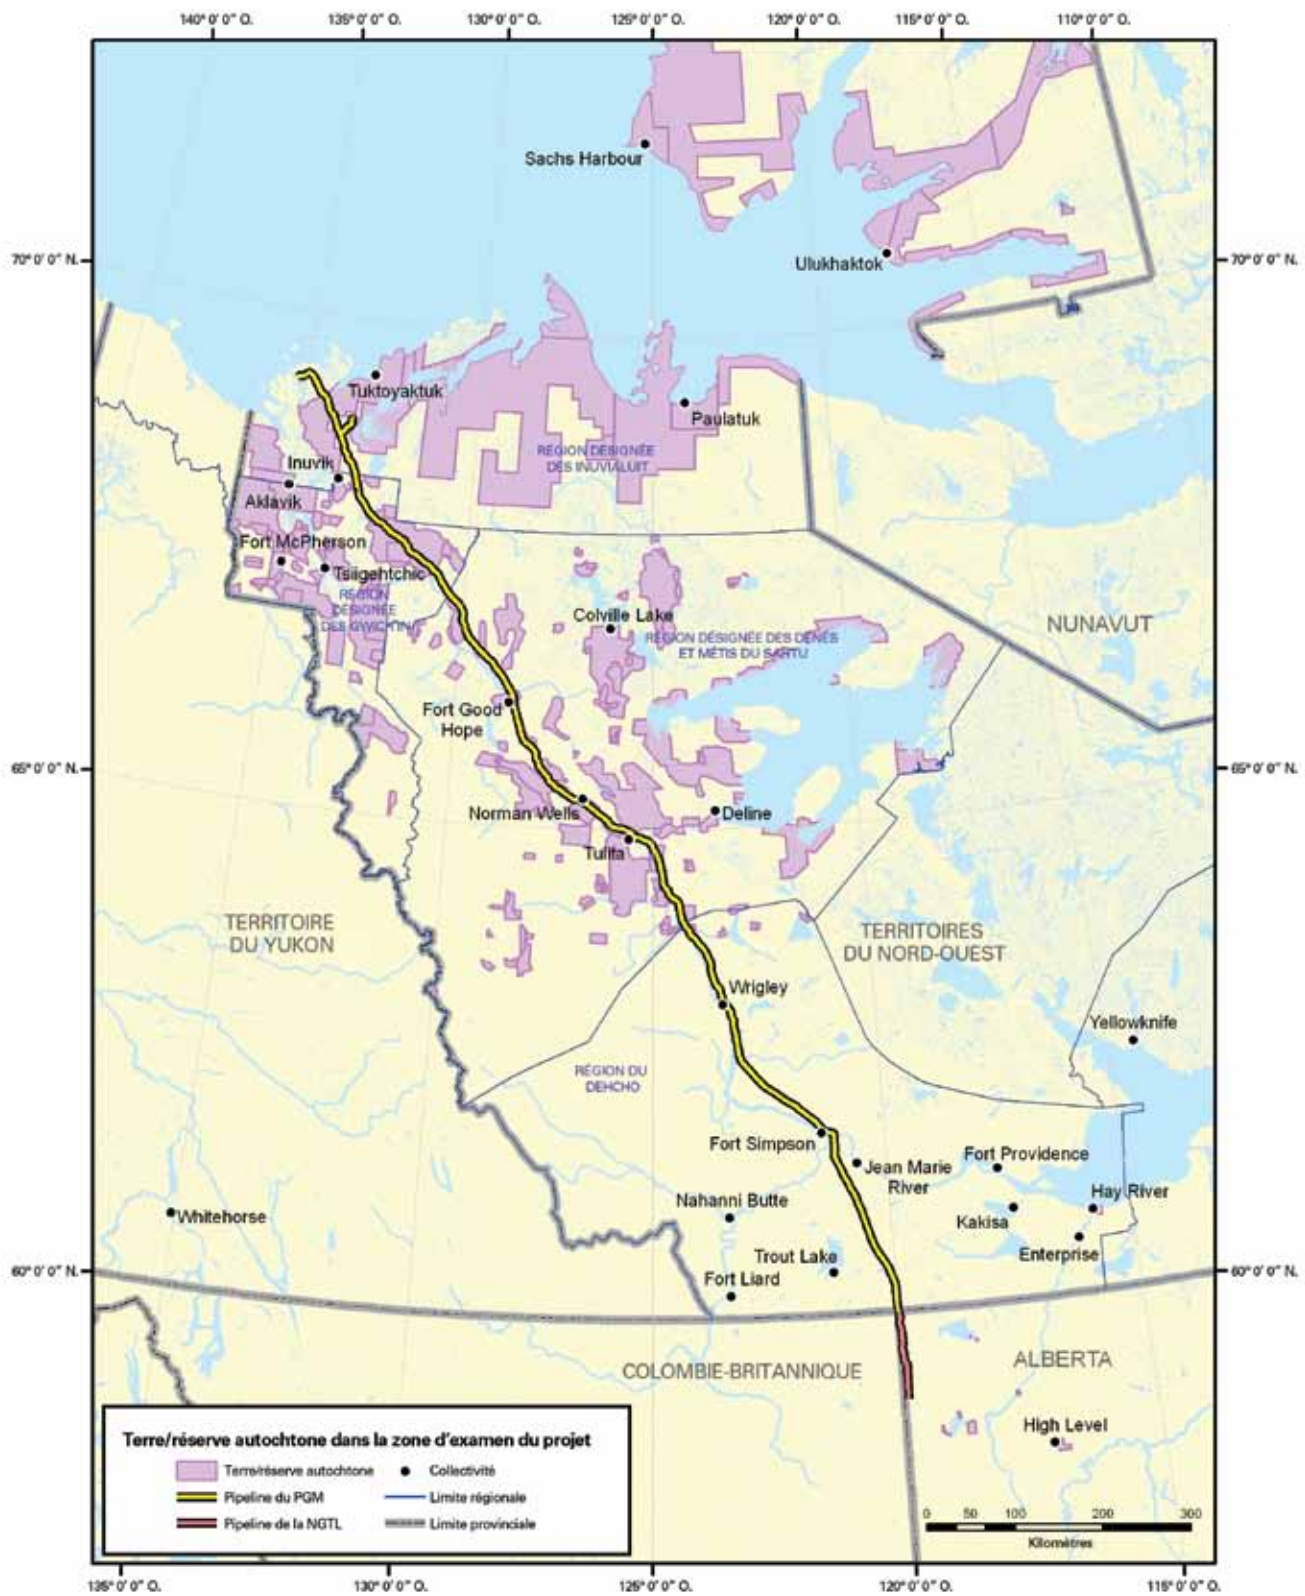 140° 0' 0" O.
135° 0' 0" O.
130° 0' 0" O.
125° 0' 0" O.
120° 0' 0" O.
115° 0' 0" O.
110° 0' 0" O.
Sachs Harbour
Ulukhaktok
70° 0' 0" N.
70° 0' 0" N.
Tuktoyaktuk
Paulatuk
RÉGION DÉSIGNÉE
DES INUVIALUIT
Inuvik
Aklavik
Fort McPherson
Tsiigehtchic
RÉGION
DÉSIGNÉE
DES GWICH'IN
Colville Lake
RÉGION DÉSIGNÉE DES DÉNÉS
ET MÉTIS DU SAHTU
NUNAVUT
Fort Good
Hope
65° 0' 0" N.
65° 0' 0" N.
Norman Wells
Deline
Tulita
TERRITOIRE
DU YUKON
TERRITOIRES
DU NORD-OUEST
Wrigley
Yellowknife
RÉGION DU
DEHCHO
Fort Simpson
Jean Marie
River
Fort Providence
Nahanni Butte
Hay River
Whitehorse
Kakisa
Enterprise
Trout Lake
60° 0' 0" N.
60° 0' 0" N.
Fort Liard
COLOMBIE-BRITANNIQUE
ALBERTA
High Level
Terre/réserve autochtone dans la zone d'examen du projet
Terre/réserve autochtone
Collectivité
Pipeline du PGM
Limite régionale
Pipeline de la NGTL
Limite provinciale
0 50 100 200 300
Kilomètres
135° 0' 0" O.
130° 0' 0" O.
125° 0' 0" O.
120° 0' 0" O.
115° 0' 0" O.